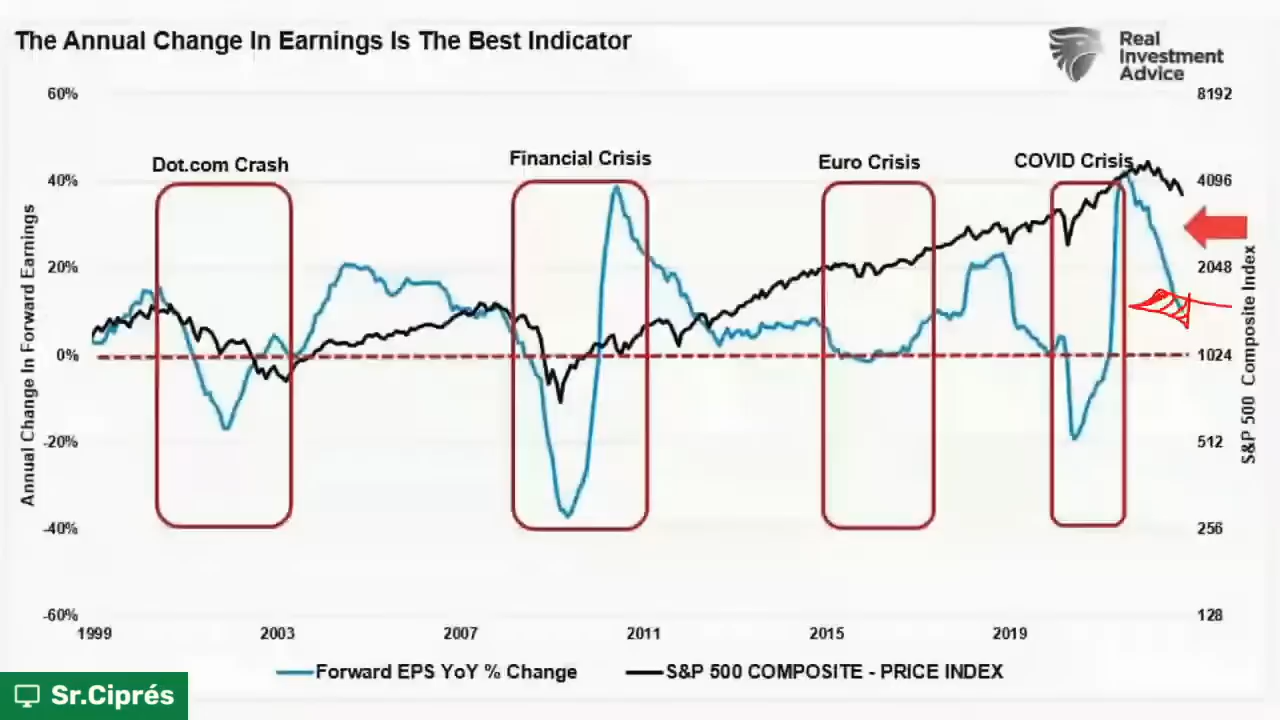 The Annual Change In Earnings Is The Best Indicator
Real
Investment
Advice
60%
8192
Dot.com Crash
Financial Crisis
Euro Crisis
COVID Crisis
40%
4096
20%
2048
0%
1024
-20%
512
-40%
256
-60%
128
Annual Change In Forward Earnings
S&P 500 Composite Index
1999
2003
2007
2011
2015
2019
Forward EPS YoY % Change
S&P 500 COMPOSITE - PRICE INDEX
Sr.Ciprés